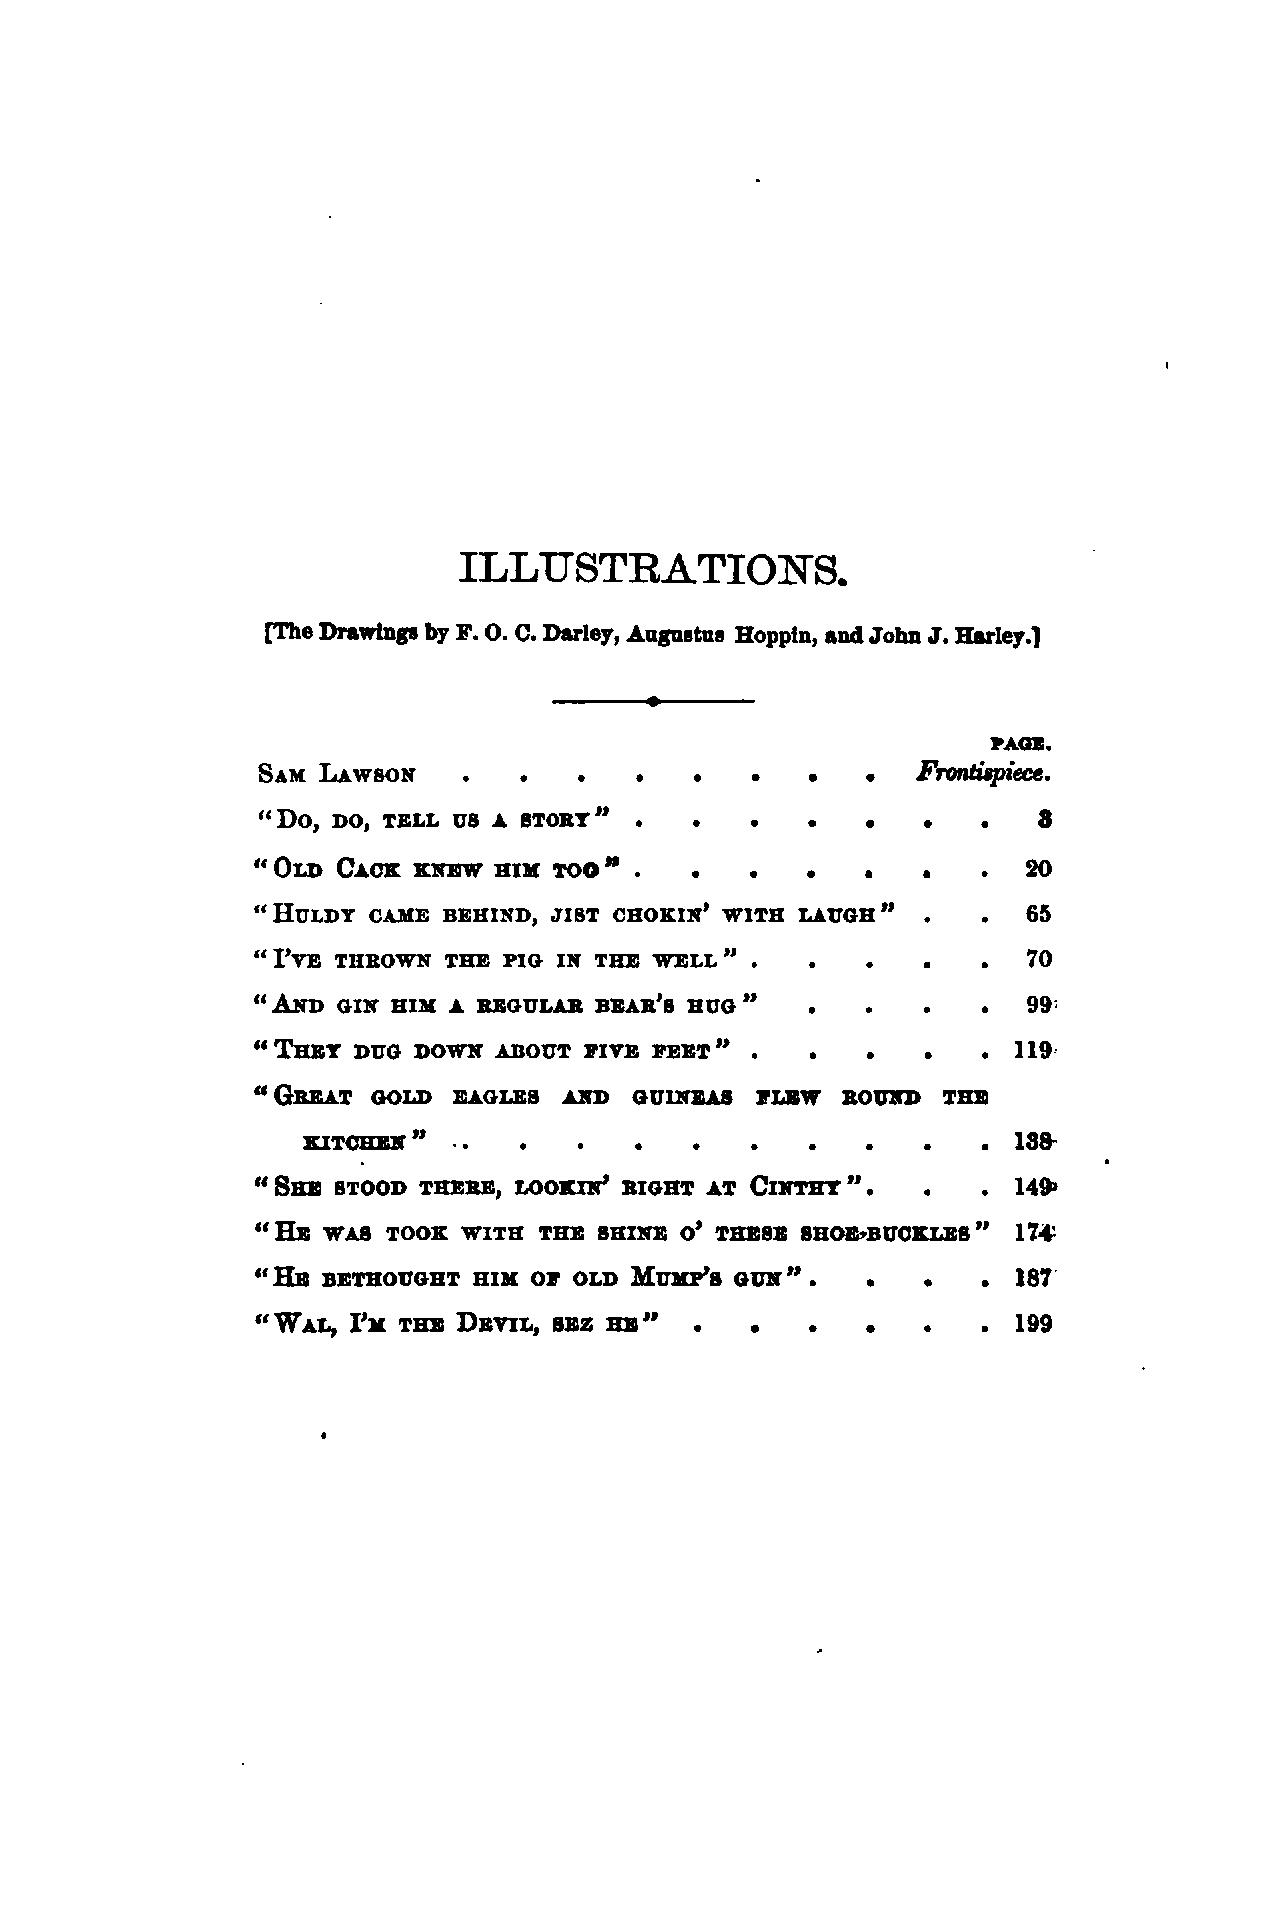 ILLUSTRATIONS.
[The Drawings by F. O. C. Darley, Augustus Hoppin, and John J. Harley.]
PAGE.
Sam Lawson . . . . . . . . Frontispiece.
“Do, do, tell us a story” . . . . . . . 3
“Old Cack knew him too” . . . . . . . 20
“Huldy came behind, jist chokin’ with laugh” . . 65
“I’ve thrown the pig in the well” . . . . . 70
“And gin him a regular bear’s hug” . . . . 99
“They dug down about five feet” . . . . . 119
“Great gold eagles and guineas flew round the
kitchen” . . . . . . . . . . 138
“She stood there, lookin’ right at Cinthy” . . . 149
“He was took with the shine o’ these shoe-buckles” 174
“He bethought him of old Mump’s gun” . . . . 187
“Wal, I’m the Devil, sez he” . . . . . . 199